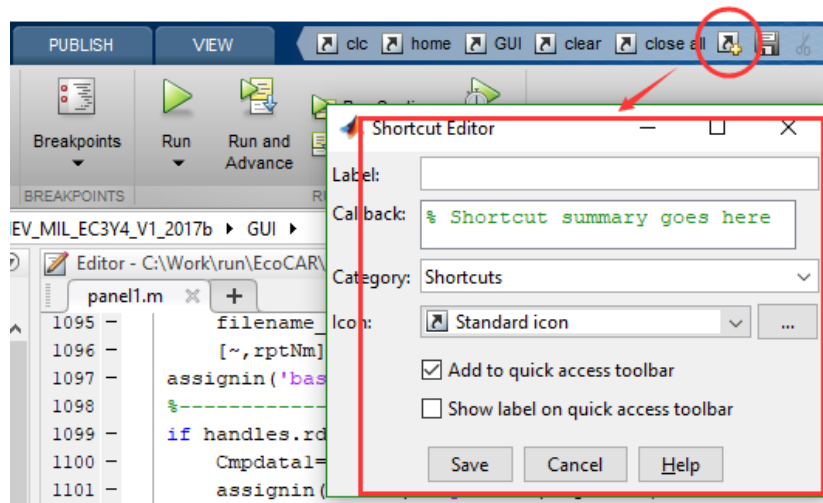 PUBLISH VIEW clc home GUI clear close all
Breakpoints Run Run and
Advance
BREAKPOINTS
EV_MIL_EC3Y4_V1_2017b GUI
Editor - C:\Work\run\EcoCAR\
panel1.m
1095 filename_
1096 [~,rptNm]
1097 assignin('bas
1098 %-------------
1099 if handles.rd
1100
1101 assignin(
Shortcut Editor
Label:
Callback: % Shortcut summary goes here
Category: Shortcuts
Icon: Standard icon ...
Add to quick access toolbar
Show label on quick access toolbar
Save Cancel Help